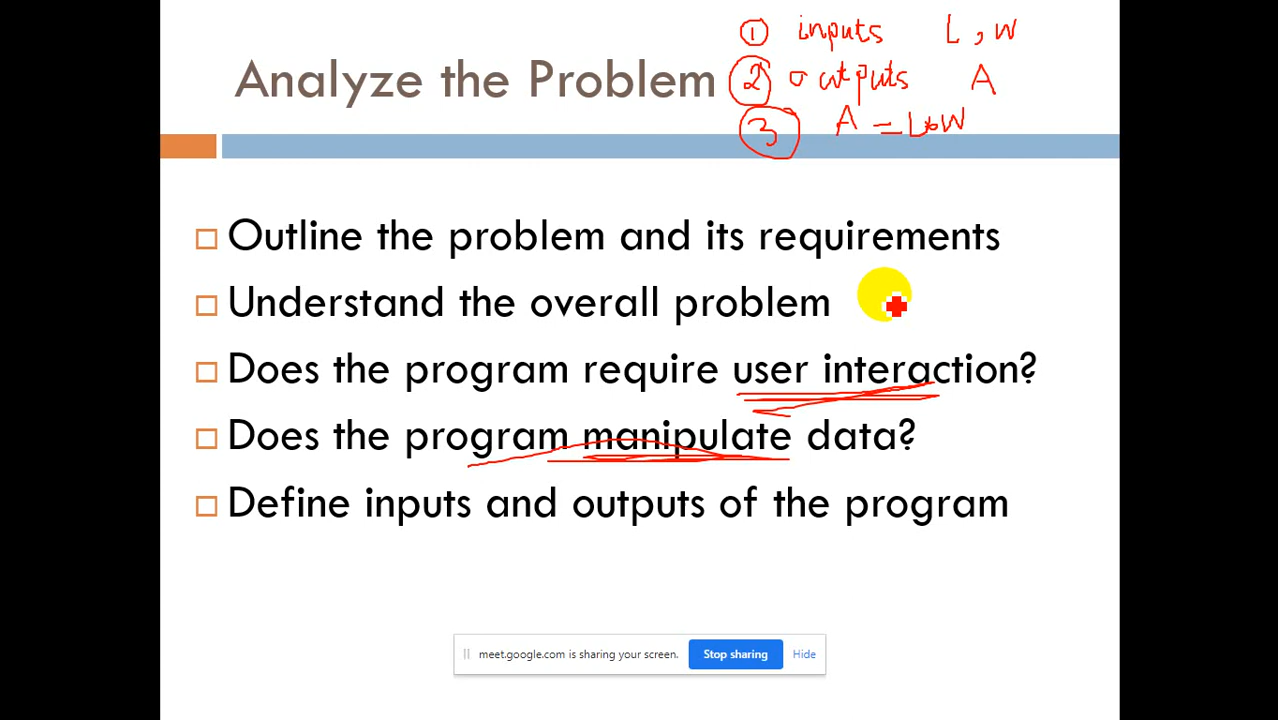 ① inputs L, W
Analyze the Problem
② outputs A
③ A = L*W
Outline the problem and its requirements
Understand the overall problem
Does the program require user interaction?
Does the program manipulate data?
Define inputs and outputs of the program
meet.google.com is sharing your screen. Stop sharing Hide